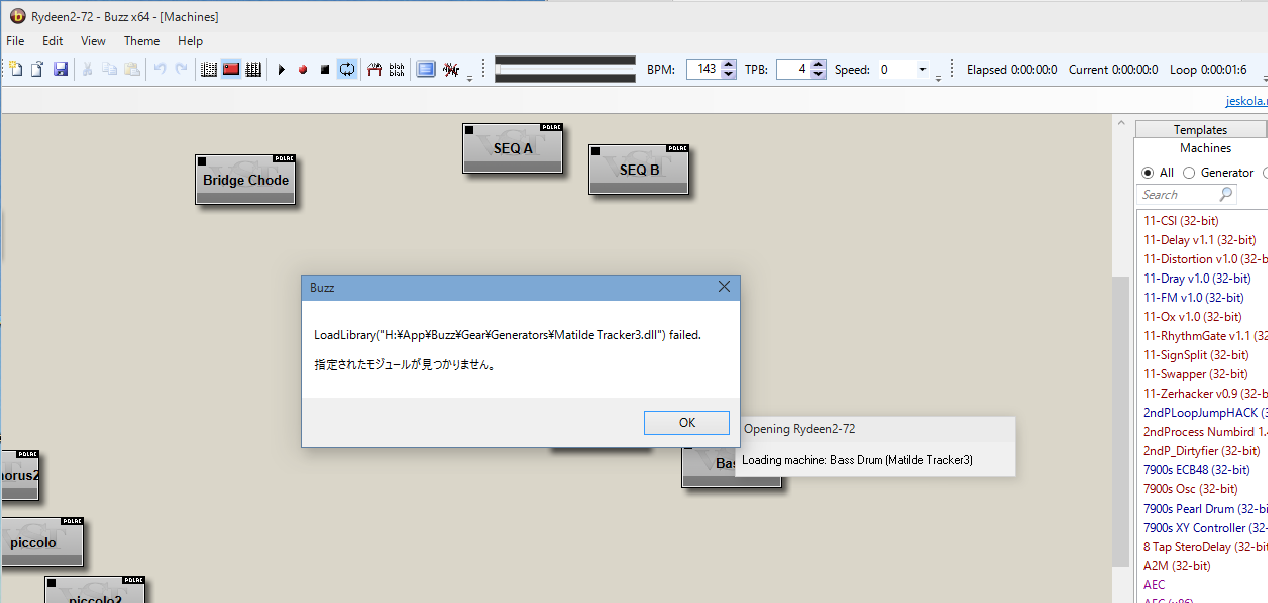 Rydeen2-72 - Buzz x64 - [Machines]
File Edit View Theme Help
BPM: 143 TPB: 4 Speed: 0 Elapsed 0:00:00:0 Current 0:00:00:0 Loop 0:00:01:6
jeskola.
Templates
Machines
All Generator
Search
11-CSI (32-bit)
11-Delay v1.1 (32-bit)
11-Distortion v1.0 (32-b
11-Dray v1.0 (32-bit)
11-FM v1.0 (32-bit)
11-Ox v1.0 (32-bit)
11-RhythmGate v1.1 (32
11-SignSplit (32-bit)
11-Swapper (32-bit)
11-Zerhacker v0.9 (32-b
2ndPLoopJumpHACK (3
2ndProcess Numbird! 1.4
2ndP_Dirtyfier (32-bit)
7900s ECB48 (32-bit)
7900s Osc (32-bit)
7900s Pearl Drum (32-bi
7900s XY Controller (32-
8 Tap SteroDelay (32-bit
A2M (32-bit)
AEC
POLAC
SEQ A
POLAC
SEQ B
POLAC
Bridge Chode
Buzz
LoadLibrary("H:¥App¥Buzz¥Gear¥Generators¥Matilde Tracker3.dll") failed.
指定されたモジュールが見つかりません。
OK
Opening Rydeen2-72
Loading machine: Bass Drum (Matilde Tracker3)
Bas
POLAC
horus2
POLAC
piccolo
POLAC
piccolo2